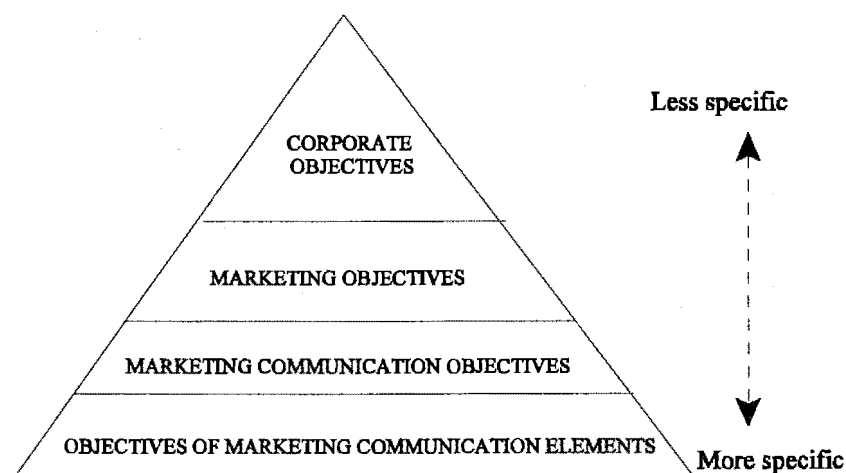 Less specific
CORPORATE
OBJECTIVES
MARKETING OBJECTIVES
MARKETING COMMUNICATION OBJECTIVES
OBJECTIVES OF MARKETING COMMUNICATION ELEMENTS
More specific